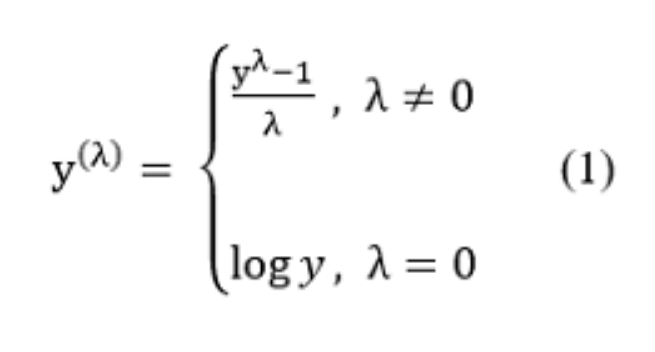 y^(λ) = { (y^λ−1)/λ , λ ≠ 0
log y, λ = 0
(1)